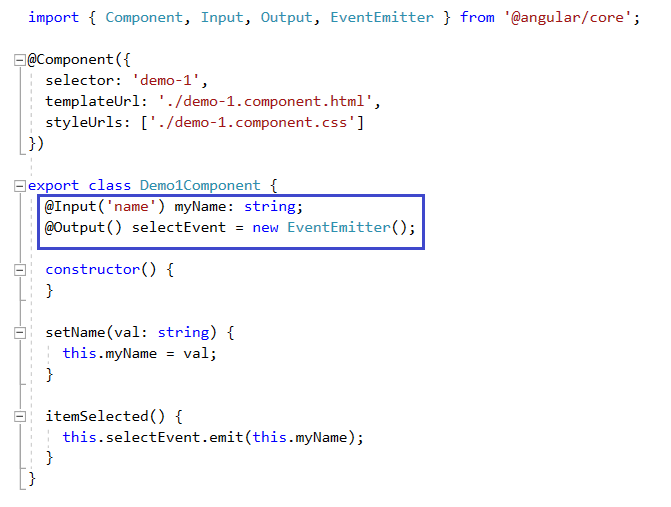 import { Component, Input, Output, EventEmitter } from '@angular/core';
@Component({
selector: 'demo-1',
templateUrl: './demo-1.component.html',
styleUrls: ['./demo-1.component.css']
})
export class Demo1Component {
@Input('name') myName: string;
@Output() selectEvent = new EventEmitter();
constructor() {
}
setName(val: string) {
this.myName = val;
}
itemSelected() {
this.selectEvent.emit(this.myName);
}
}